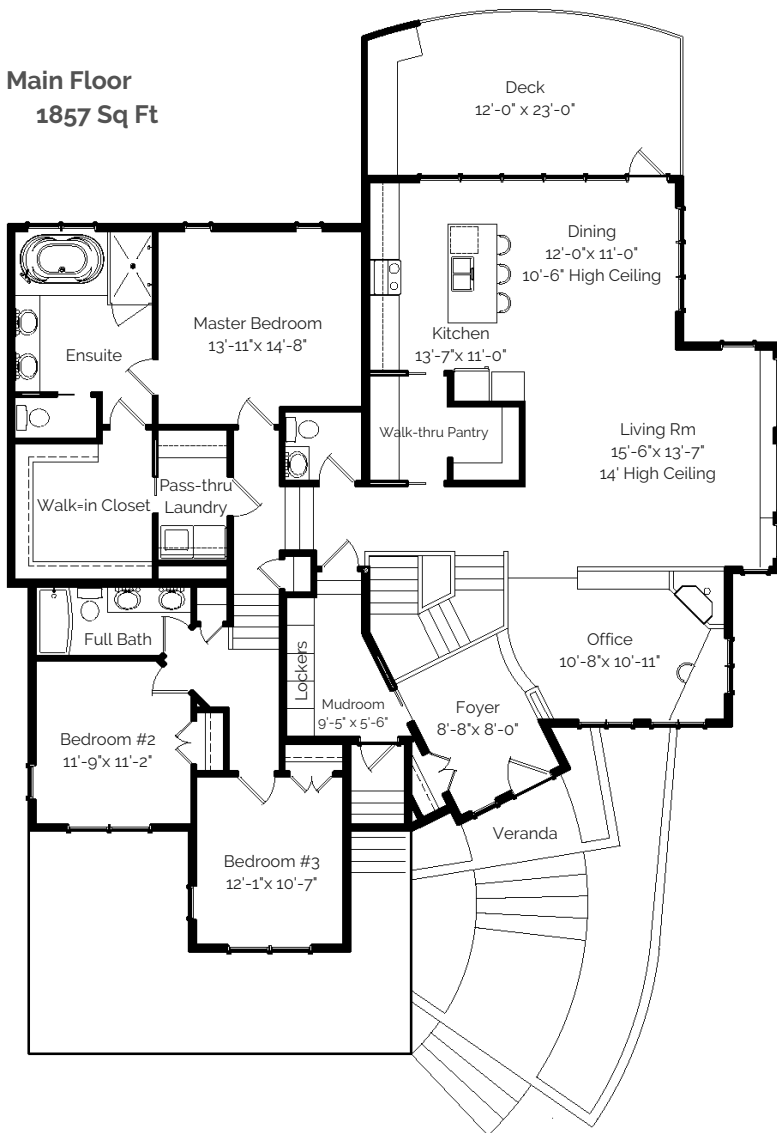 Main Floor
1857 Sq Ft
Deck
12'-0" x 23'-0"
Dining
12'-0"x 11'-0"
10'-6" High Ceiling
Master Bedroom
13'-11"x 14'-8"
Kitchen
13'-7"x 11'-0"
Ensuite
Walk-thru Pantry
Living Rm
15'-6"x 13'-7"
14' High Ceiling
Walk=in Closet
Pass-thru
Laundry
Full Bath
Office
10'-8"x 10'-11"
Lockers
Mudroom
9'-5" x 5'-6"
Foyer
8'-8"x 8'-0"
Bedroom #2
11'-9"x 11'-2"
Veranda
Bedroom #3
12'-1"x 10'-7"